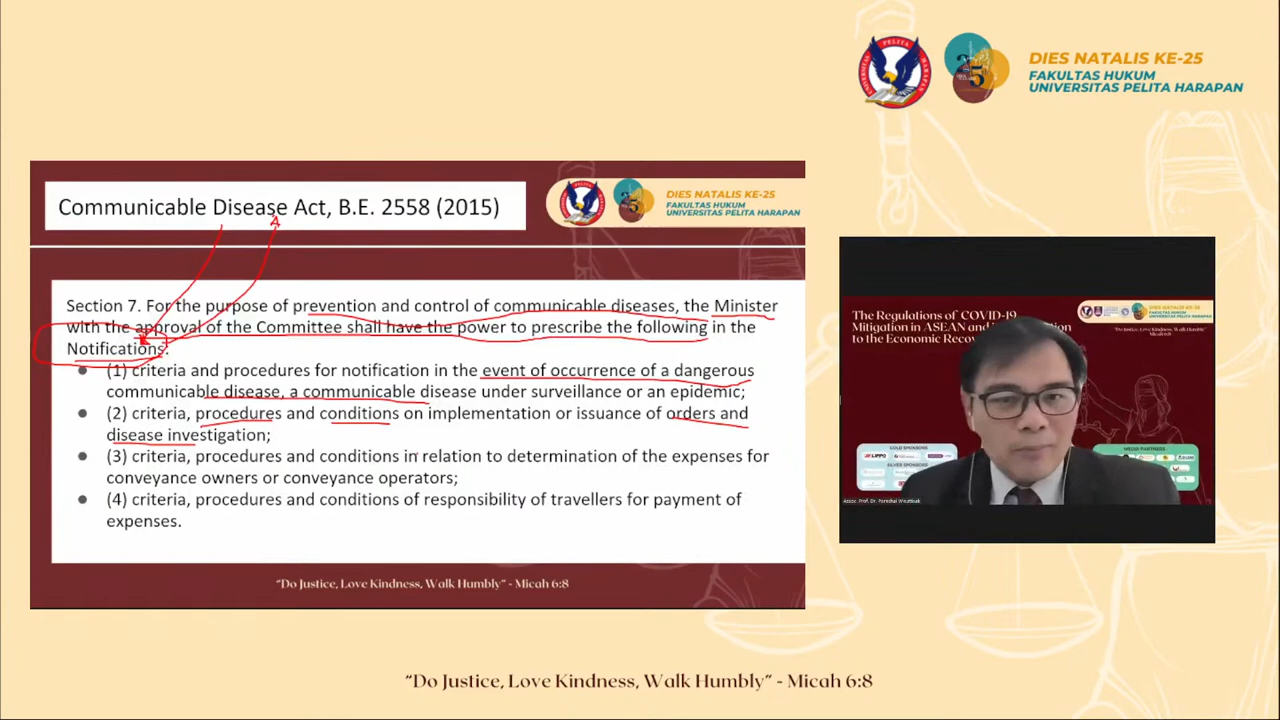 DIES NATALIS KE-25
FAKULTAS HUKUM
UNIVERSITAS PELITA HARAPAN
Communicable Disease Act, B.E. 2558 (2015)
DIES NATALIS KE-25
FAKULTAS HUKUM
UNIVERSITAS PELITA HARAPAN
Section 7. For the purpose of prevention and control of communicable diseases, the Minister
with the approval of the Committee shall have the power to prescribe the following in the
Notifications:
(1) criteria and procedures for notification in the event of occurrence of a dangerous
communicable disease, a communicable disease under surveillance or an epidemic;
(2) criteria, procedures and conditions on implementation or issuance of orders and
disease investigation;
(3) criteria, procedures and conditions in relation to determination of the expenses for
conveyance owners or conveyance operators;
(4) criteria, procedures and conditions of responsibility of travellers for payment of
expenses.
"Do Justice, Love Kindness, Walk Humbly" - Micah 6:8
The Regulations of COVID-19
Mitigation in ASEAN and
to the Economic
GOLD SPONSORS
LIPPO
SILVER SPONSORS
MEDIA
"Do Justice, Love Kindness, Walk Humbly" - Micah 6:8